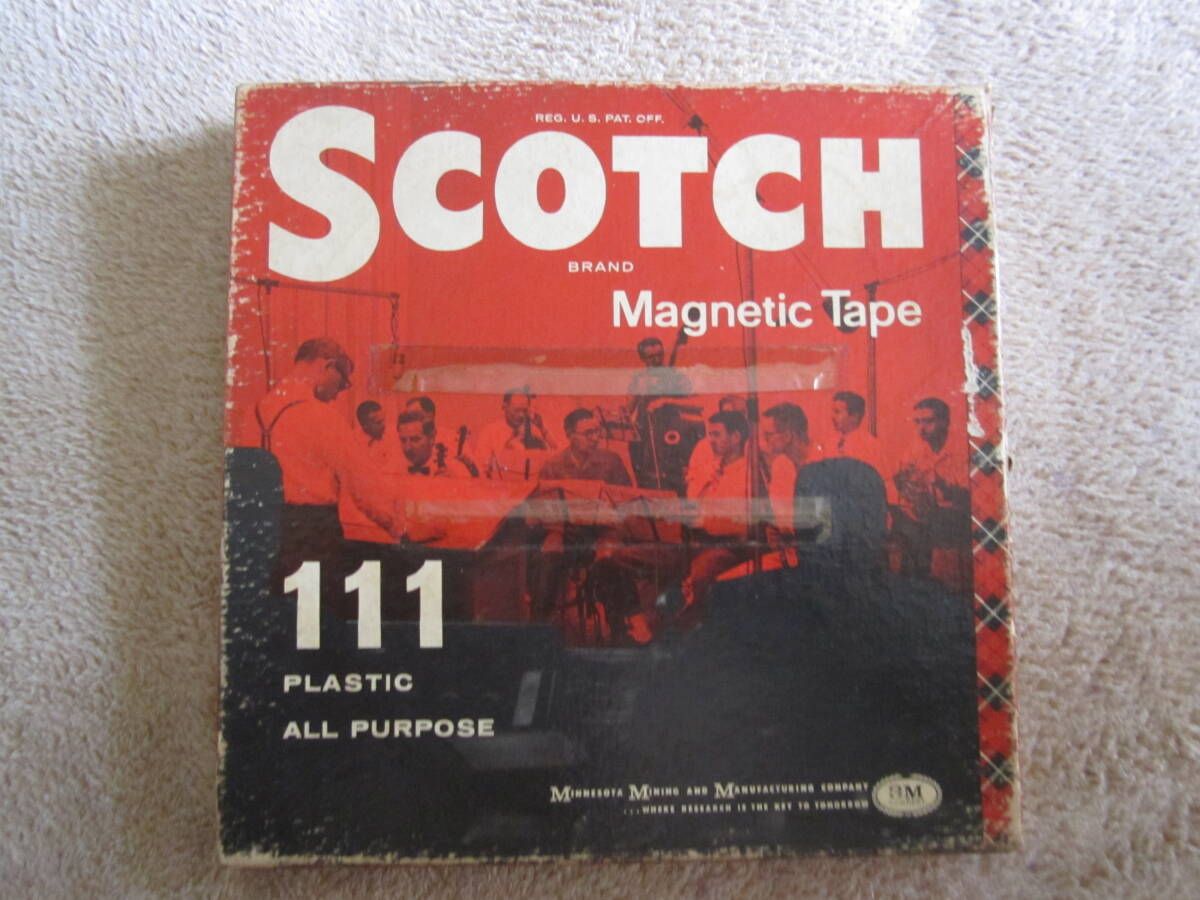 REG. U. S. PAT. OFF.
SCOTCH
BRAND
Magnetic Tape
111
PLASTIC
ALL PURPOSE
MINNESOTA MINING AND MANUFACTURING COMPANY
...WHERE RESEARCH IS THE KEY TO TOMORROW
3M